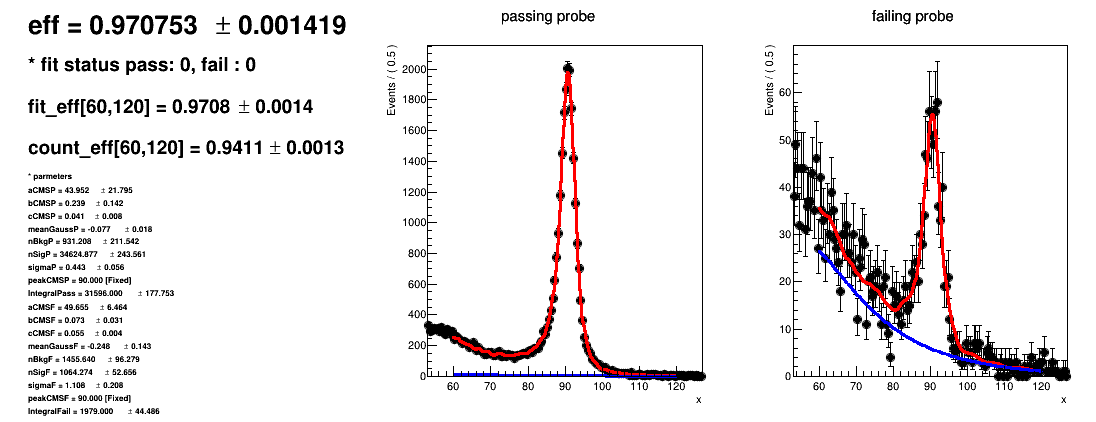 eff = 0.970753 ± 0.001419
* fit status pass: 0, fail : 0
fit_eff[60,120] = 0.9708 ± 0.0014
count_eff[60,120] = 0.9411 ± 0.0013
* parmeters
aCMSP = 43.952 ± 21.795
bCMSP = 0.239 ± 0.142
cCMSP = 0.041 ± 0.008
meanGaussP = -0.077 ± 0.018
nBkgP = 931.208 ± 211.542
nSigP = 34624.877 ± 243.561
sigmaP = 0.443 ± 0.056
peakCMSP = 90.000 [Fixed]
IntegralPass = 31596.000 ± 177.753
aCMSF = 49.655 ± 6.464
bCMSF = 0.073 ± 0.031
cCMSF = 0.055 ± 0.004
meanGaussF = -0.248 ± 0.143
nBkgF = 1455.640 ± 96.279
nSigF = 1064.274 ± 52.656
sigmaF = 1.108 ± 0.208
peakCMSF = 90.000 [Fixed]
IntegralFail = 1979.000 ± 44.486
passing probe
Events / ( 0.5 )
2000
1800
1600
1400
1200
1000
800
600
400
200
0
60 70 80 90 100 110 120
x
failing probe
Events / ( 0.5 )
60
50
40
30
20
10
0
60 70 80 90 100 110 120
x